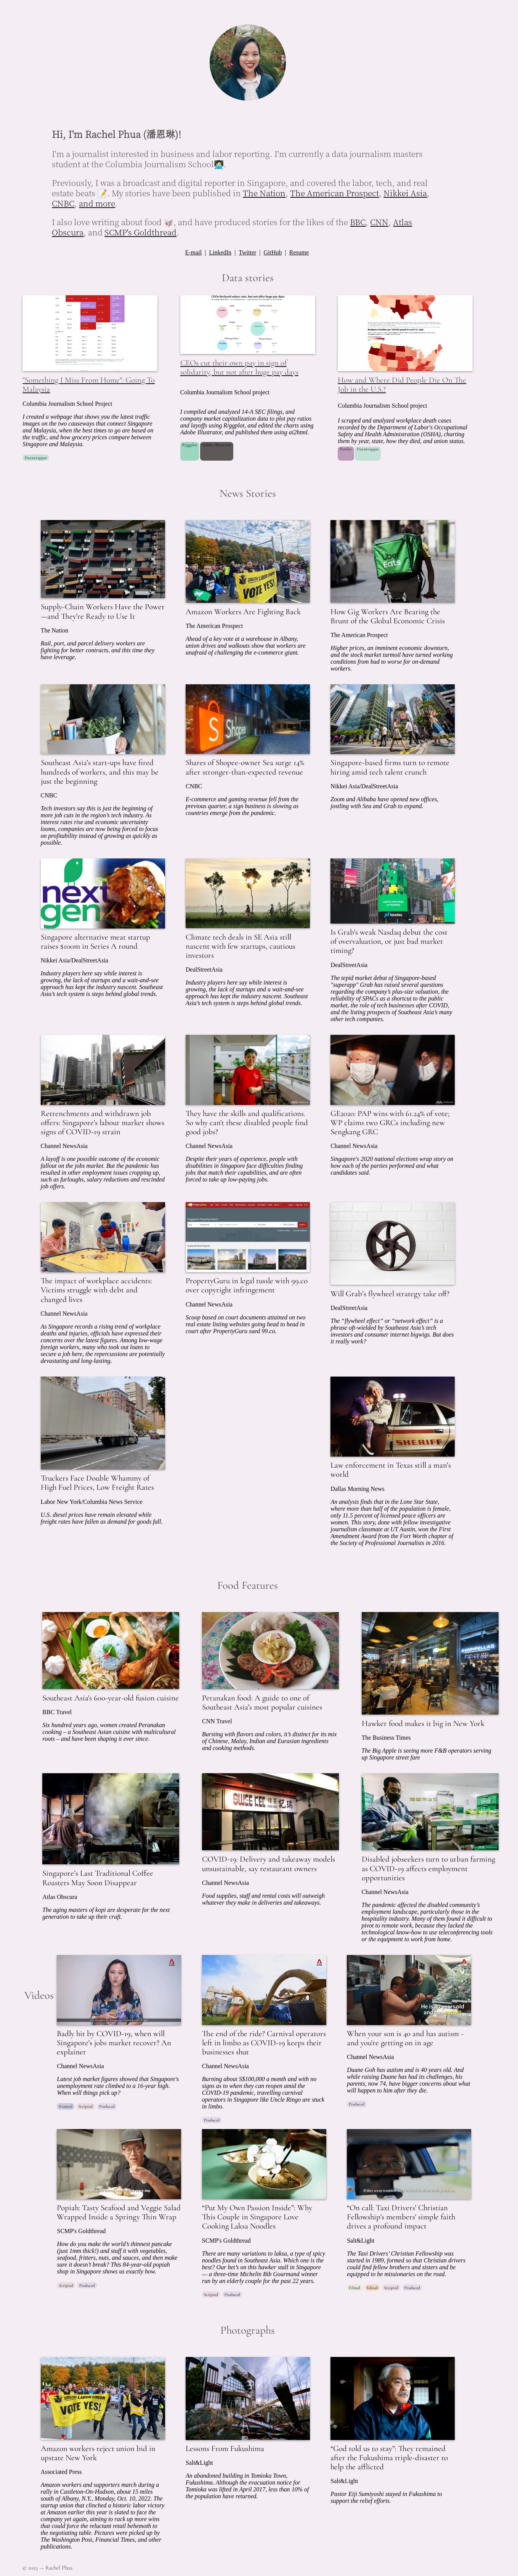 Hi, I'm Rachel Phua (潘恩琳)!
I'm a journalist interested in business and labor reporting. I'm currently a data journalism masters
student at the Columbia Journalism School👩🏻‍💻.
Previously, I was a broadcast and digital reporter in Singapore, and covered the labor, tech, and real
estate beats 📝. My stories have been published in The Nation, The American Prospect, Nikkei Asia,
CNBC, and more.
I also love writing about food 🥡, and have produced stories for the likes of the BBC, CNN, Atlas
Obscura, and SCMP's Goldthread.
E-mail | LinkedIn | Twitter | GitHub | Resume
Data stories
"Something I Miss From Home": Going To
Malaysia
Columbia Journalism School Project
I created a webpage that shows you the latest traffic
images on the two causeways that connect Singapore
and Malaysia, when the best times to go are based on
the traffic, and how grocery prices compare between
Singapore and Malaysia.
Datawrapper
CEOs cut their own pay in sign of
solidarity, but not after huge pay days
Columbia Journalism School project
I compiled and analyzed 14-A SEC filings, and
company market capitalization data to plot pay ratios
and layoffs using R/ggplot, and edited the charts using
Adobe Illustrator, and published them using ai2html.
How and Where Did People Die On The
Job in the U.S.?
Columbia Journalism School project
I scraped and analyzed workplace death cases
recorded by the Department of Labor's Occupational
Safety and Health Administration (OSHA), charting
them by year, state, how they died, and union status.
Datawrapper
News Stories
Supply-Chain Workers Have the Power
—and They're Ready to Use It
The Nation
Rail, port, and parcel delivery workers are
fighting for better contracts, and this time they
have leverage.
VOTE YES!
Amazon Workers Are Fighting Back
The American Prospect
Ahead of a key vote at a warehouse in Albany,
union drives and walkouts show that workers are
unafraid of challenging the e-commerce giant.
Uber
Eats
How Gig Workers Are Bearing the
Brunt of the Global Economic Crisis
The American Prospect
Higher prices, an imminent economic downturn,
and the stock market turmoil have turned working
conditions from bad to worse for on-demand
workers.
Southeast Asia's start-ups have fired
hundreds of workers, and this may be
just the beginning
CNBC
Tech investors say this is just the beginning of
more job cuts in the region's tech industry. As
interest rates rise and economic uncertainty
looms, companies are now being forced to focus
on profitability instead of growing as quickly as
possible.
Shopee
Shares of Shopee-owner Sea surge 14%
after stronger-than-expected revenue
CNBC
E-commerce and gaming revenue fell from the
previous quarter, a sign business is slowing as
countries emerge from the pandemic.
Singapore-based firms turn to remote
hiring amid tech talent crunch
Nikkei Asia/DealStreetAsia
Zoom and Alibaba have opened new offices,
jostling with Sea and Grab to expand.
next
gen
Singapore alternative meat startup
raises $100m in Series A round
Nikkei Asia/DealStreetAsia
Industry players here say while interest is
growing, the lack of startups and a wait-and-see
approach has kept the industry nascent. Southeast
Asia's tech is systems step behind global trends.
Climate tech deals in SE Asia still
nascent with few startups, cautious
investors
DealStreetAsia
Industry players here say while interest is
growing, the lack of startups and a wait-and-see
approach has kept the industry nascent. Southeast
Asia's tech is systems step behind global trends.
Nasdaq
Is Grab's weak Nasdaq debut the cost
of overvaluation, or just bad market
timing?
DealStreetAsia
The tepid market debut of Singapore-based
"superapp" Grab has raised several questions
regarding the company's plus-size valuation, the
reliability of SPACs as a shortcut to the public
market, the role of tech businesses after COVID,
and the listing prospects of Southeast Asia's many
other tech companies.
Retrenchments and withdrawn job
offers: Singapore's labour market shows
signs of COVID-19 strain
Channel NewsAsia
A layoff is one possible outcome of the economic
fallout on the jobs market. But the pandemic has
resulted in other employment issues cropping up,
such as furloughs, salary reductions and rescinded
job offers.
They have the skills and qualifications.
So why can't these disabled people find
good jobs?
Channel NewsAsia
Despite their years of experience, people with
disabilities in Singapore face difficulties finding
jobs that match their capabilities, and are often
forced to take up low-paying jobs.
GE2020: PAP wins with 61.24% of vote;
WP claims two GRCs including new
Sengkang GRC
Channel NewsAsia
Singapore's 2020 national elections wrap story on
how each of the parties performed and what
candidates said.
The impact of workplace accidents:
Victims struggle with debt and
changed lives
Channel NewsAsia
As Singapore records a rising trend of workplace
deaths and injuries, officials have expressed their
concerns over the latest figures. Among low-wage
foreign workers, many who took out loans to
secure a job here, the repercussions are potentially
devastating and long-lasting.
PropertyGuru in legal tussle with 99.co
over copyright infringement
Channel NewsAsia
Scoop based on court documents attained on two
real estate listing websites going head to head in
court after PropertyGuru sued 99.co.
Will Grab's flywheel strategy take off?
DealStreetAsia
The "flywheel effect" or "network effect" is a
phrase oft-wielded by Southeast Asia's tech
investors and consumer internet bigwigs. But does
it really work?
Truckers Face Double Whammy of
High Fuel Prices, Low Freight Rates
Labor New York/Columbia News Service
U.S. diesel prices have remain elevated while
freight rates have fallen as demand for goods fall.
SHERIFF
Law enforcement in Texas still a man's
world
Dallas Morning News
An analysis finds that in the Lone Star State,
where more than half of the population is female,
only 11.5 percent of licensed peace officers are
women. This story, done with fellow investigative
journalism classmate at UT Austin, won the First
Amendment Award from the Fort Worth chapter of
the Society of Professional Journalists in 2016.
Food Features
Southeast Asia's 600-year-old fusion cuisine
BBC Travel
Six hundred years ago, women created Peranakan
cooking – a Southeast Asian cuisine with multicultural
roots – and have been shaping it ever since.
Peranakan food: A guide to one of
Southeast Asia's most popular cuisines
CNN Travel
Bursting with flavors and colors, it's distinct for its mix
of Chinese, Malay, Indian and Eurasian ingredients
and cooking methods.
Hawker food makes it big in New York
The Business Times
The Big Apple is seeing more F&B operators serving
up Singapore street fare
Singapore's Last Traditional Coffee
Roasters May Soon Disappear
Atlas Obscura
The aging masters of kopi are desperate for the next
generation to take up their craft.
SWEE KEE
COVID-19: Delivery and takeaway models
unsustainable, say restaurant owners
Channel NewsAsia
Food supplies, staff and rental costs will outweigh
whatever they make in deliveries and takeaways.
Disabled jobseekers turn to urban farming
as COVID-19 affects employment
opportunities
Channel NewsAsia
The pandemic affected the disabled community's
employment landscape, particularly those in the
hospitality industry. Many of them found it difficult to
pivot to remote work, because they lacked the
technological know-how to use teleconferencing tools
or the equipment to work from home.
Videos
Badly hit by COVID-19, when will
Singapore's jobs market recover? An
explainer
Channel NewsAsia
Latest job market figures showed that Singapore's
unemployment rate climbed to a 16-year high.
When will things pick up?
Fronted Scripted Produced
The end of the ride? Carnival operators
left in limbo as COVID-19 keeps their
businesses shut
Channel NewsAsia
Burning about S$100,000 a month and with no
signs as to when they can reopen amid the
COVID-19 pandemic, travelling carnival
operators in Singapore like Uncle Ringo are stuck
in limbo.
Produced
When your son is 40 and has autism -
and you're getting on in age
Channel NewsAsia
Duane Goh has autism and is 40 years old. And
while raising Duane has had its challenges, his
parents, now 74, have bigger concerns about what
will happen to him after they die.
Produced
Popiah: Tasty Seafood and Veggie Salad
Wrapped Inside a Springy Thin Wrap
SCMP's Goldthread
How do you make the world's thinnest pancake
(just 1mm thick!) and stuff it with vegetables,
seafood, fritters, nuts, and sauces, and then make
sure it doesn't break? This 84-year-old popiah
shop in Singapore shows us exactly how.
Scripted Produced
"Put My Own Passion Inside": Why
This Couple in Singapore Love
Cooking Laksa Noodles
SCMP's Goldthread
There are many variations to laksa, a type of spicy
noodles found in Southeast Asia. Which one is the
best? Our bet's on this hawker stall in Singapore
— a three-time Michelin Bib Gourmand winner
run by an elderly couple for the past 22 years.
Scripted Produced
"On call: Taxi Drivers' Christian
Fellowship's members' simple faith
drives a profound impact
Salt&Light
The Taxi Drivers' Christian Fellowship was
started in 1989, formed so that Christian drivers
could find fellow brothers and sisters and be
equipped to be missionaries on the road.
Filmed Edited Scripted Produced
Photographs
VOTE YES!
Amazon workers reject union bid in
upstate New York
Associated Press
Amazon workers and supporters march during a
rally in Castleton-On-Hudson, about 15 miles
south of Albany, N.Y., Monday, Oct. 10, 2022. The
startup union that clinched a historic labor victory
at Amazon earlier this year is slated to face the
company yet again, aiming to rack up more wins
that could force the reluctant retail behemoth to
the negotiating table. Pictures were picked up by
The Washington Post, Financial Times, and other
publications.
Lessons From Fukushima
Salt&Light
An abandoned building in Tomioka Town,
Fukushima. Although the evacuation notice for
Tomioka was lifted in April 2017, less than 10% of
the population have returned.
"God told us to stay": They remained
after the Fukushima triple-disaster to
help the afflicted
Salt&Light
Pastor Eiji Sumiyoshi stayed in Fukushima to
support the relief efforts.
© 2023 — Rachel Phua